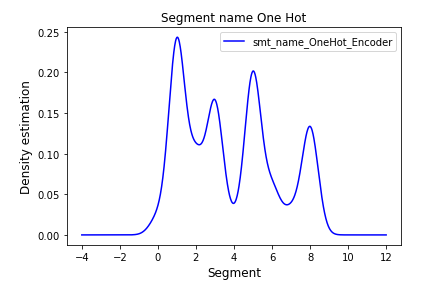 Segment name One Hot
smt_name_OneHot_Encoder
Density estimation
0.25
0.20
0.15
0.10
0.05
0.00
−4 −2 0 2 4 6 8 10 12
Segment